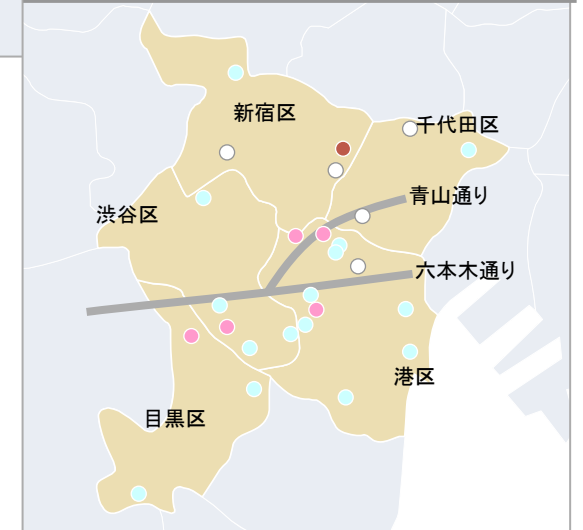 新宿区
千代田区
青山通り
渋谷区
六本木通り
港区
目黒区